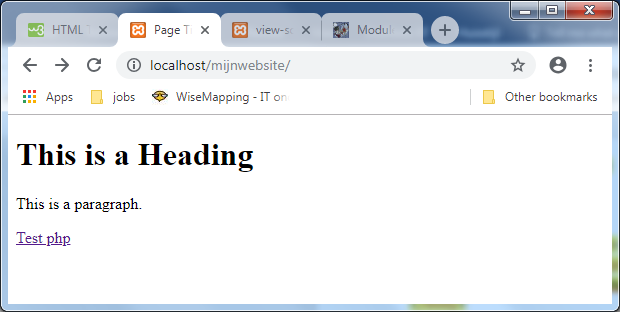 HTML
Page Ti
view-so
Modul
localhost/mijnwebsite/
Apps
jobs
WiseMapping - IT on
Other bookmarks
This is a Heading
This is a paragraph.
Test php